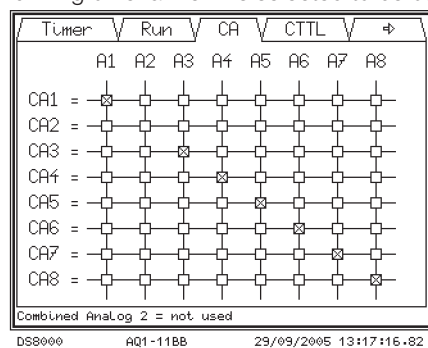 Timer Run CA CTTL
A1 A2 A3 A4 A5 A6 A7 A8
CA1 =
CA2 =
CA3 =
CA4 =
CA5 =
CA6 =
CA7 =
CA8 =
Combined AnaLog 2 = not used
DS8000 AQ1-11BB 29/09/2005 13:17:16.82